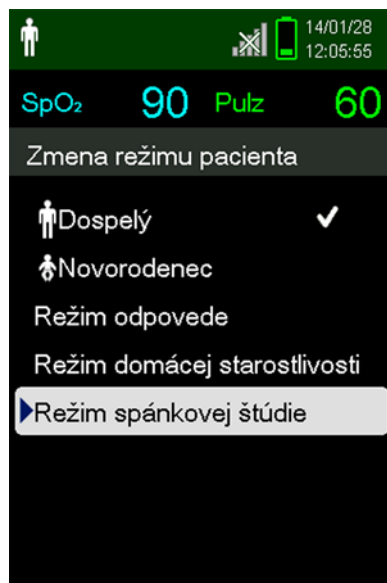 14/01/28
12:05:55
SpO₂ 90 Pulz 60
Zmena režimu pacienta
Dospelý
Novorodenec
Režim odpovede
Režim domácej starostlivosti
Režim spánkovej štúdie